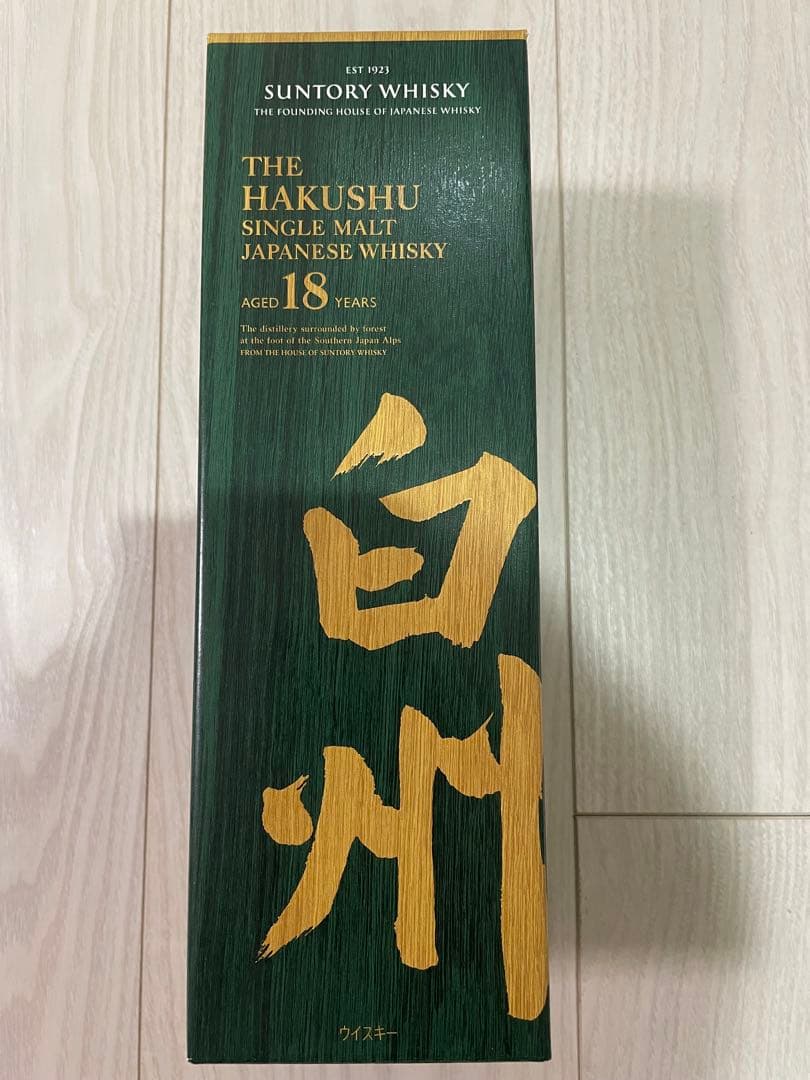 EST 1923
SUNTORY WHISKY
THE FOUNDING HOUSE OF JAPANESE WHISKY
THE
HAKUSHU
SINGLE MALT
JAPANESE WHISKY
AGED 18 YEARS
The distillery surrounded by forest
at the foot of the Southern Japan Alps
FROM THE HOUSE OF SUNTORY WHISKY
白州
ウイスキー